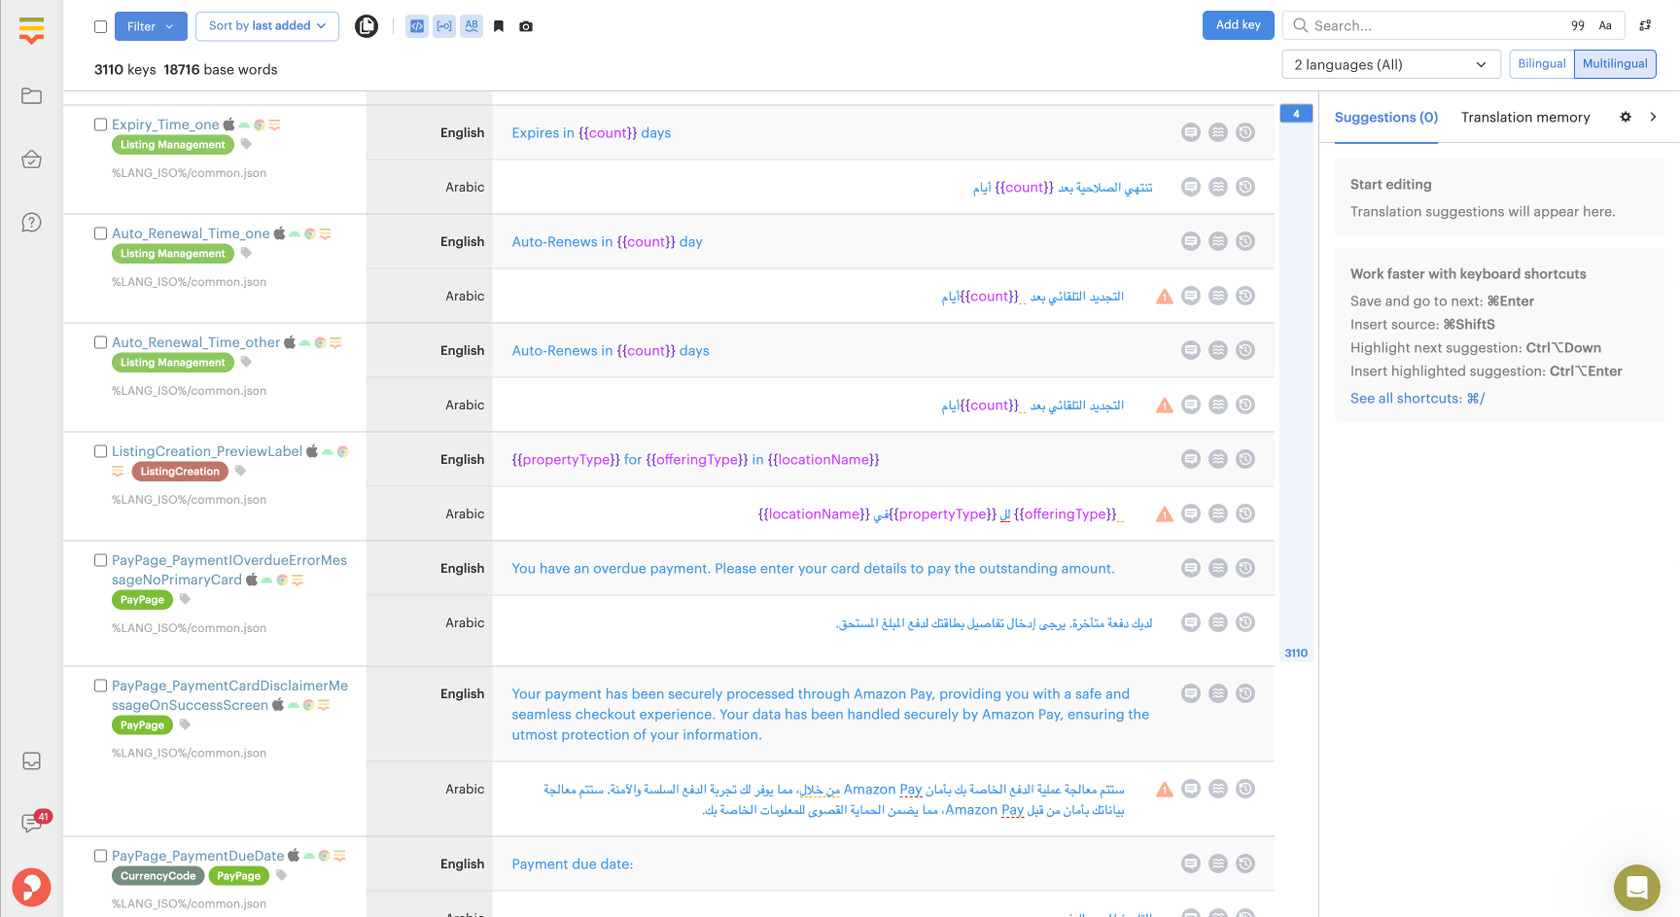 Filter
Sort by last added
AB
Add key
Search...
99
Aa
3110 keys 18716 base words
2 languages (All)
Bilingual
Multilingual
Expiry_Time_one
Listing Management
%LANG_ISO%/common.json
English
Expires in {{count}} days
Arabic
تنتهي الصلاحية بعد {{count}} أيام
Auto_Renewal_Time_one
Listing Management
%LANG_ISO%/common.json
English
Auto-Renews in {{count}} day
Arabic
التجديد التلقائي بعد {{count}}أيام
Auto_Renewal_Time_other
Listing Management
%LANG_ISO%/common.json
English
Auto-Renews in {{count}} days
Arabic
التجديد التلقائي بعد {{count}}أيام
ListingCreation_PreviewLabel
ListingCreation
%LANG_ISO%/common.json
English
{{propertyType}} for {{offeringType}} in {{locationName}}
Arabic
{{offeringType}} لل {{propertyType}}في {{locationName}}
PayPage_PaymentIOverdueErrorMes
sageNoPrimaryCard
PayPage
%LANG_ISO%/common.json
English
You have an overdue payment. Please enter your card details to pay the outstanding amount.
Arabic
لديك دفعة متأخرة. يرجى إدخال تفاصيل بطاقتك لدفع المبلغ المستحق.
PayPage_PaymentCardDisclaimerMe
ssageOnSuccessScreen
PayPage
%LANG_ISO%/common.json
English
Your payment has been securely processed through Amazon Pay, providing you with a safe and
seamless checkout experience. Your data has been handled securely by Amazon Pay, ensuring the
utmost protection of your information.
Arabic
ستتم معالجة عملية الدفع الخاصة بك بأمان Amazon Pay من خلال، مما يوفر لك تجربة الدفع السلسة والآمنة. ستتم معالجة
بياناتك بأمان من قبل Amazon Pay، مما يضمن الحماية القصوى للمعلومات الخاصة بك.
PayPage_PaymentDueDate
CurrencyCode
PayPage
%LANG_ISO%/common.json
English
Payment due date:
4
3110
Suggestions (0)
Translation memory
Start editing
Translation suggestions will appear here.
Work faster with keyboard shortcuts
Save and go to next: ⌘Enter
Insert source: ⌘ShiftS
Highlight next suggestion: Ctrl⌥Down
Insert highlighted suggestion: Ctrl⌥Enter
See all shortcuts: ⌘/
41